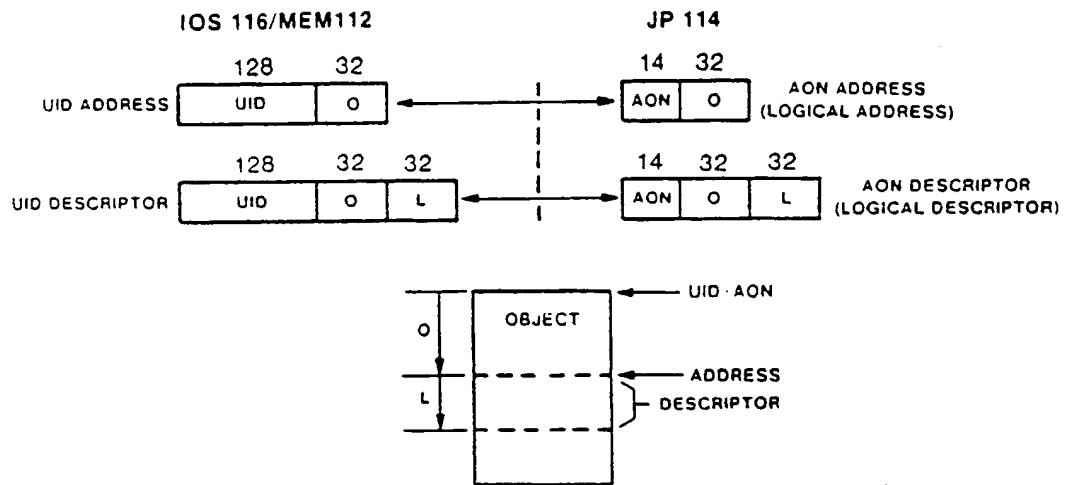 IOS 116/MEM112
JP 114
128 32
14 32
UID ADDRESS UID O
AON O AON ADDRESS
(LOGICAL ADDRESS)
128 32 32
14 32 32
UID DESCRIPTOR UID O L
AON O L AON DESCRIPTOR
(LOGICAL DESCRIPTOR)
UID·AON
OBJECT
O
ADDRESS
L
DESCRIPTOR